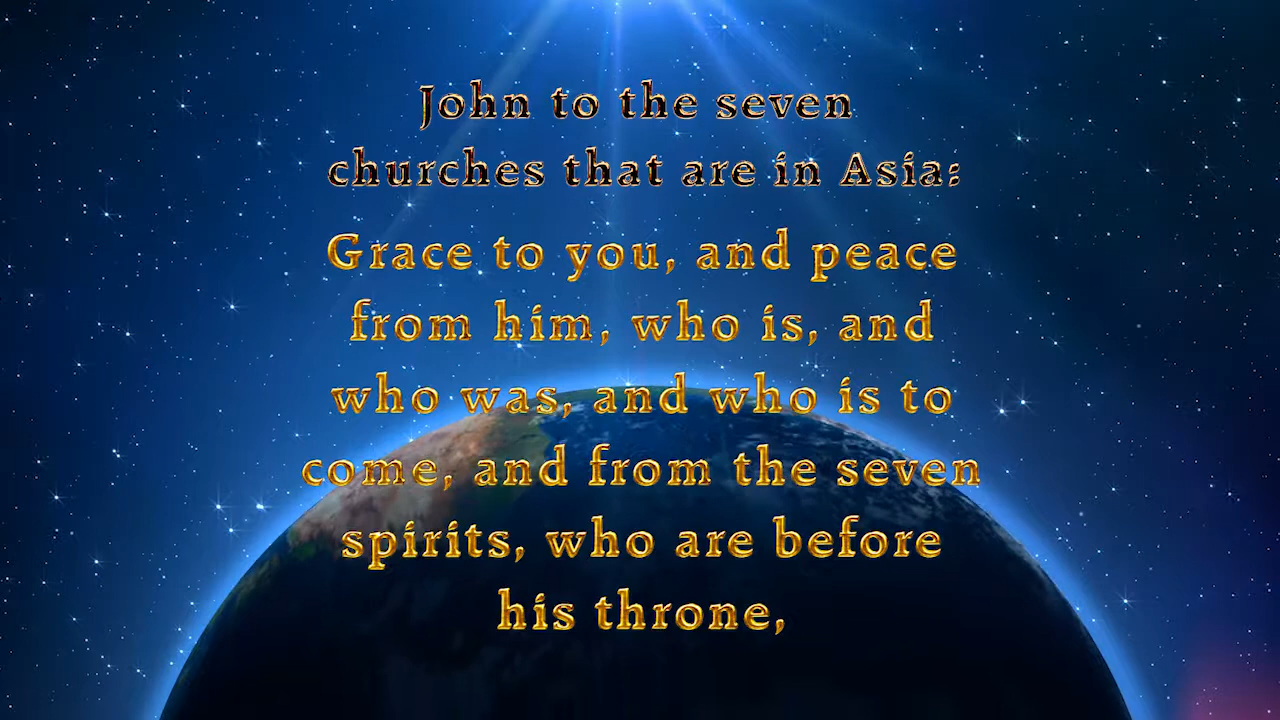 John to the seven
churches that are in Asia:
Grace to you, and peace
from him, who is, and
who was, and who is to
come, and from the seven
spirits, who are before
his throne,